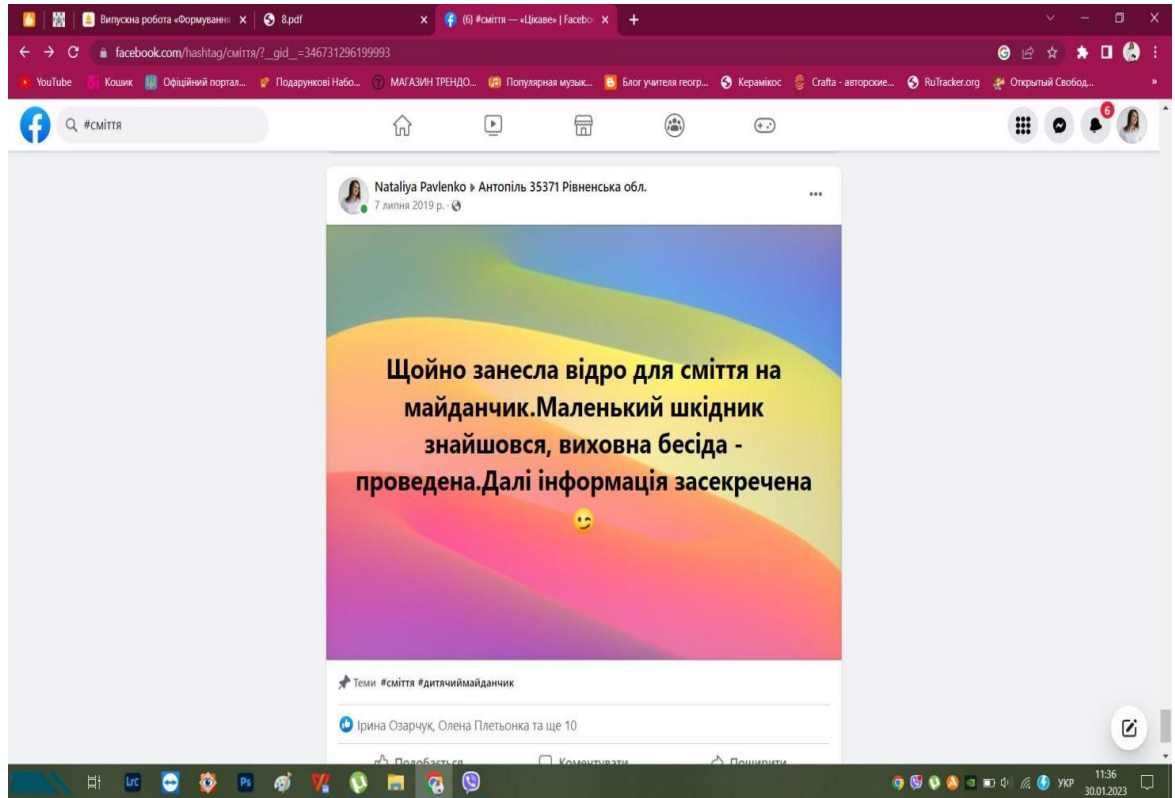 Випускна робота «Формування
8.pdf
(6) #сміття — «Цікаве» | Facebo
facebook.com/hashtag/сміття/?_gid_=346731296199993
YouTube
Кошик
Офіційний портал...
Подарункові Набо...
МАГАЗИН ТРЕНДО...
Популярная музык...
Блог учителя геогр...
Керамікос
Crafta - авторские...
RuTracker.org
Открытый Свобод...
»
#сміття
6
Nataliya Pavlenko ▸ Антопіль 35371 Рівненська обл.
7 липня 2019 р. ·
Щойно занесла відро для сміття на
майданчик.Маленький шкідник
знайшовся, виховна бесіда -
проведена.Далі інформація засекречена
Теми #сміття #дитячиймайданчик
Ірина Озарчук, Олена Плетьонка та ще 10
Подобається
Коментувати
Поширити
Lrc
Ps
УКР
11:36
30.01.2023